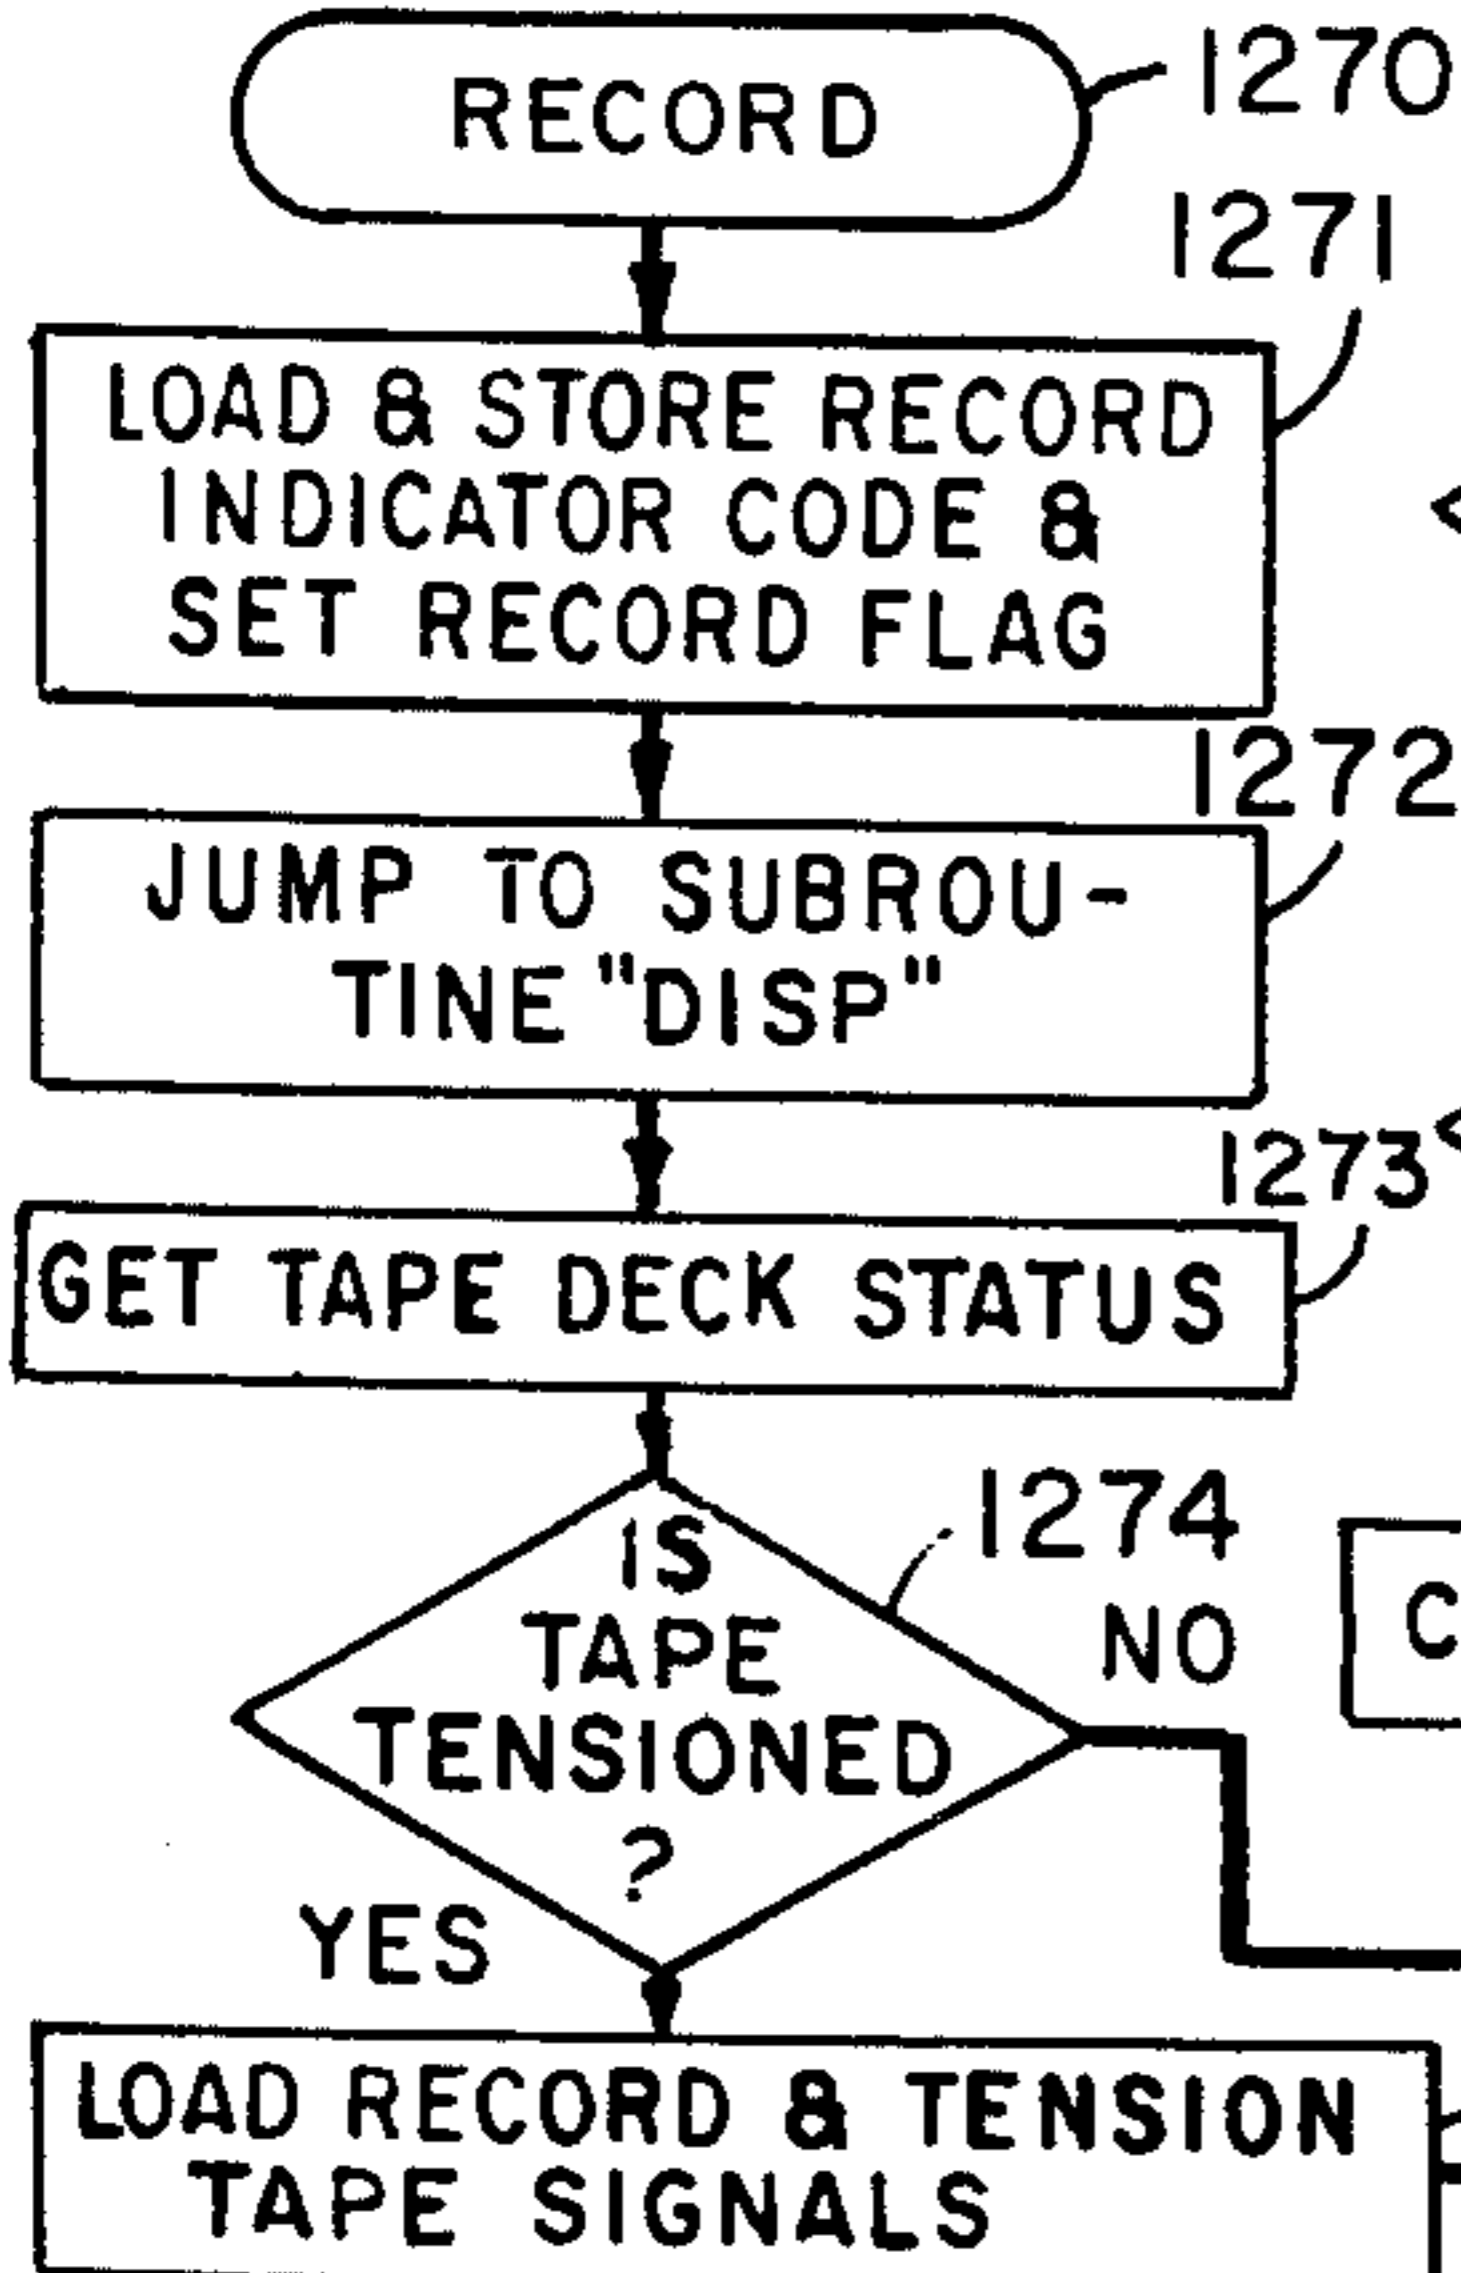 RECORD
1270
1271
LOAD & STORE RECORD
INDICATOR CODE &
SET RECORD FLAG
1272
JUMP TO SUBROU-
TINE "DISP"
1273
GET TAPE DECK STATUS
1274
IS
TAPE
TENSIONED
?
NO
C
YES
LOAD RECORD & TENSION
TAPE SIGNALS